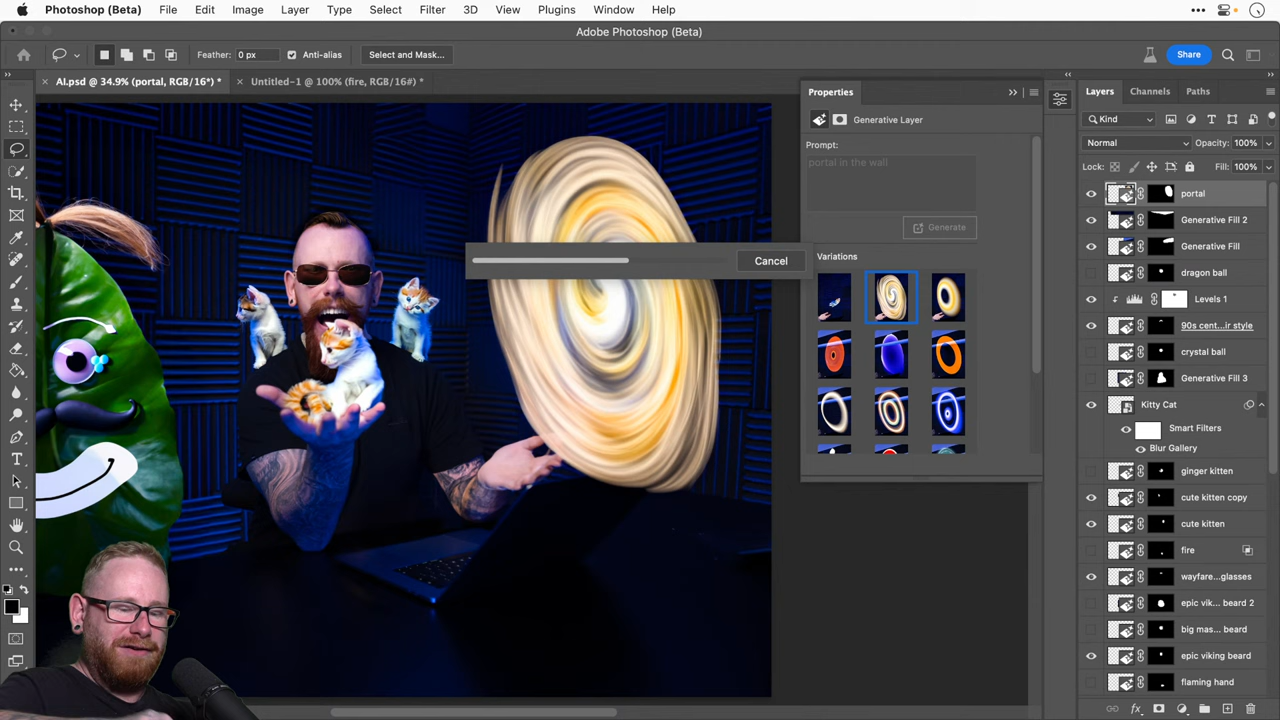 Photoshop (Beta) File Edit Image Layer Type Select Filter 3D View Plugins Window Help
Adobe Photoshop (Beta)
Feather: 0 px Anti-alias Select and Mask... Share
AI.psd @ 34.9% (portal, RGB/16*) * Untitled-1 @ 100% (fire, RGB/16#) *
Properties
Generative Layer
Prompt:
portal in the wall
Generate
Variations
Cancel
Layers Channels Paths
Kind
Normal Opacity: 100%
Lock: Fill: 100%
portal
Generative Fill 2
Generative Fill
dragon ball
Levels 1
90s cent...ir style
crystal ball
Generative Fill 3
Kitty Cat
Smart Filters
Blur Gallery
ginger kitten
cute kitten copy
cute kitten
fire
wayfare...glasses
epic vik... beard 2
big mas... beard
epic viking beard
flaming hand
fx